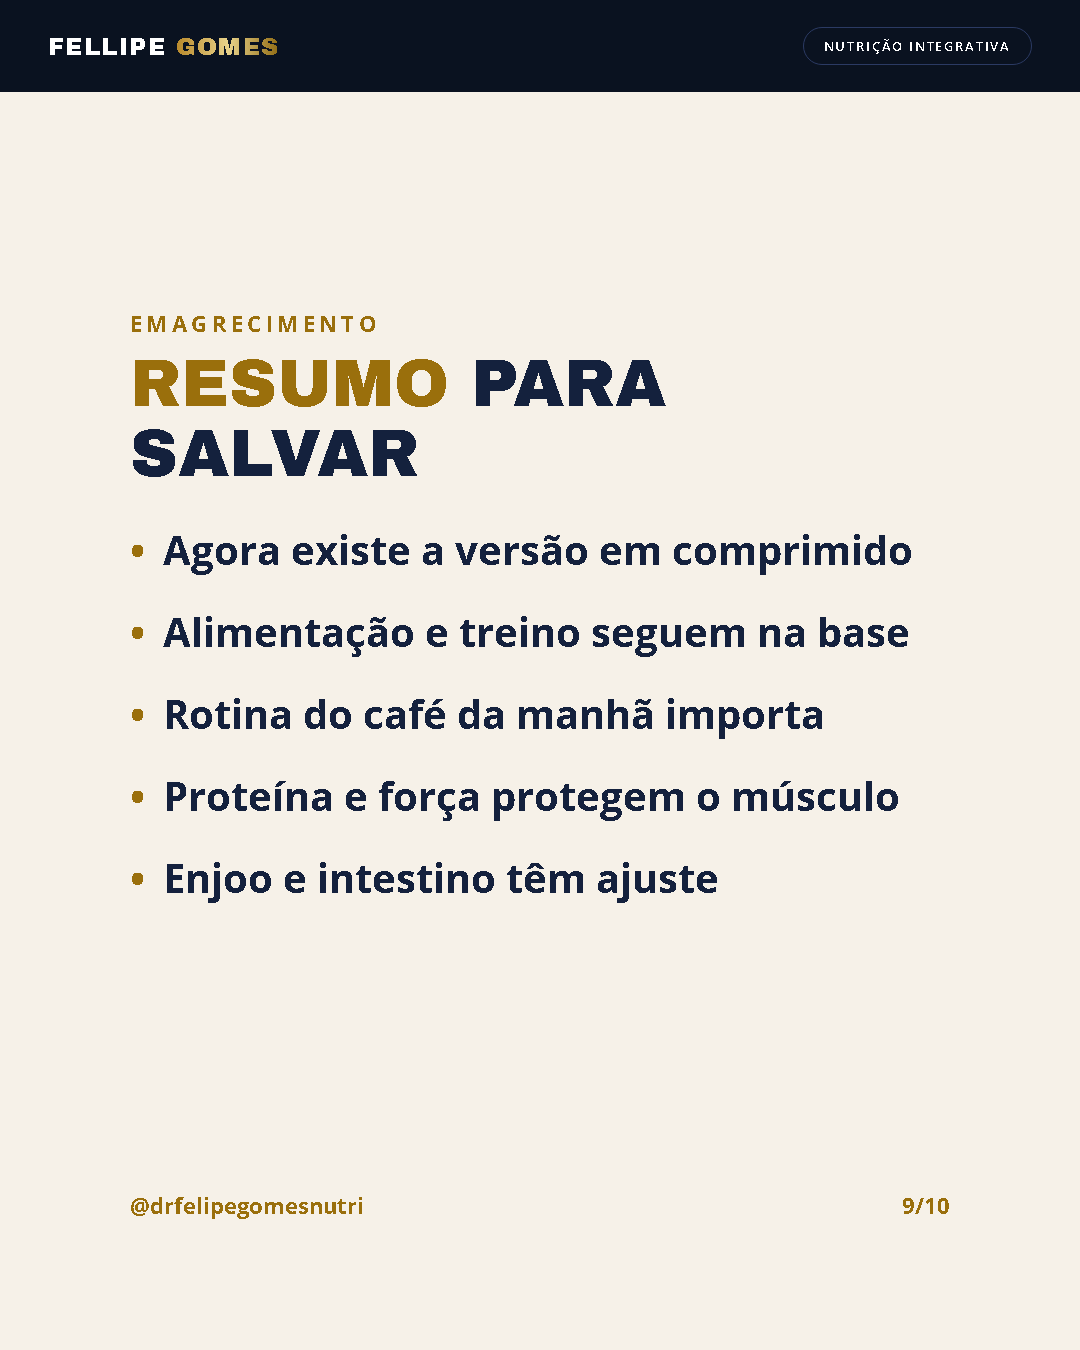 FELLIPE GOMES
NUTRIÇÃO INTEGRATIVA
EMAGRECIMENTO
RESUMO PARA
SALVAR
• Agora existe a versão em comprimido
• Alimentação e treino seguem na base
• Rotina do café da manhã importa
• Proteína e força protegem o músculo
• Enjoo e intestino têm ajuste
@drfelipegomesnutri
9/10